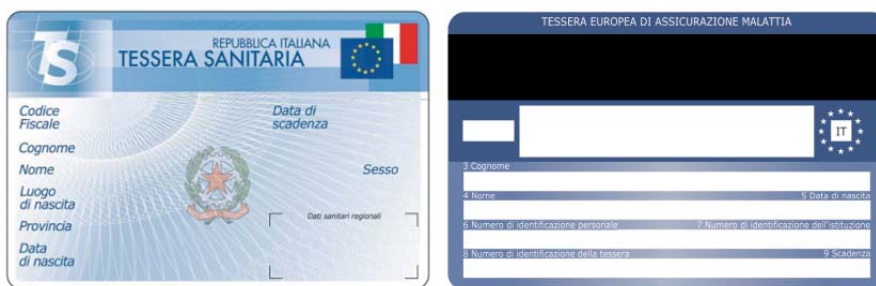 TS
REPUBBLICA ITALIANA
TESSERA SANITARIA
Codice
Fiscale
Data di
scadenza
Cognome
Nome
Sesso
Luogo
di nascita
Provincia
Dati sanitari regionali
Data
di nascita
TESSERA EUROPEA DI ASSICURAZIONE MALATTIA
IT
3 Cognome
4 Nome 5 Data di nascita
6 Numero di identificazione personale 7 Numero di identificazione dell'istituzione
8 Numero di identificazione della tessera 9 Scadenza